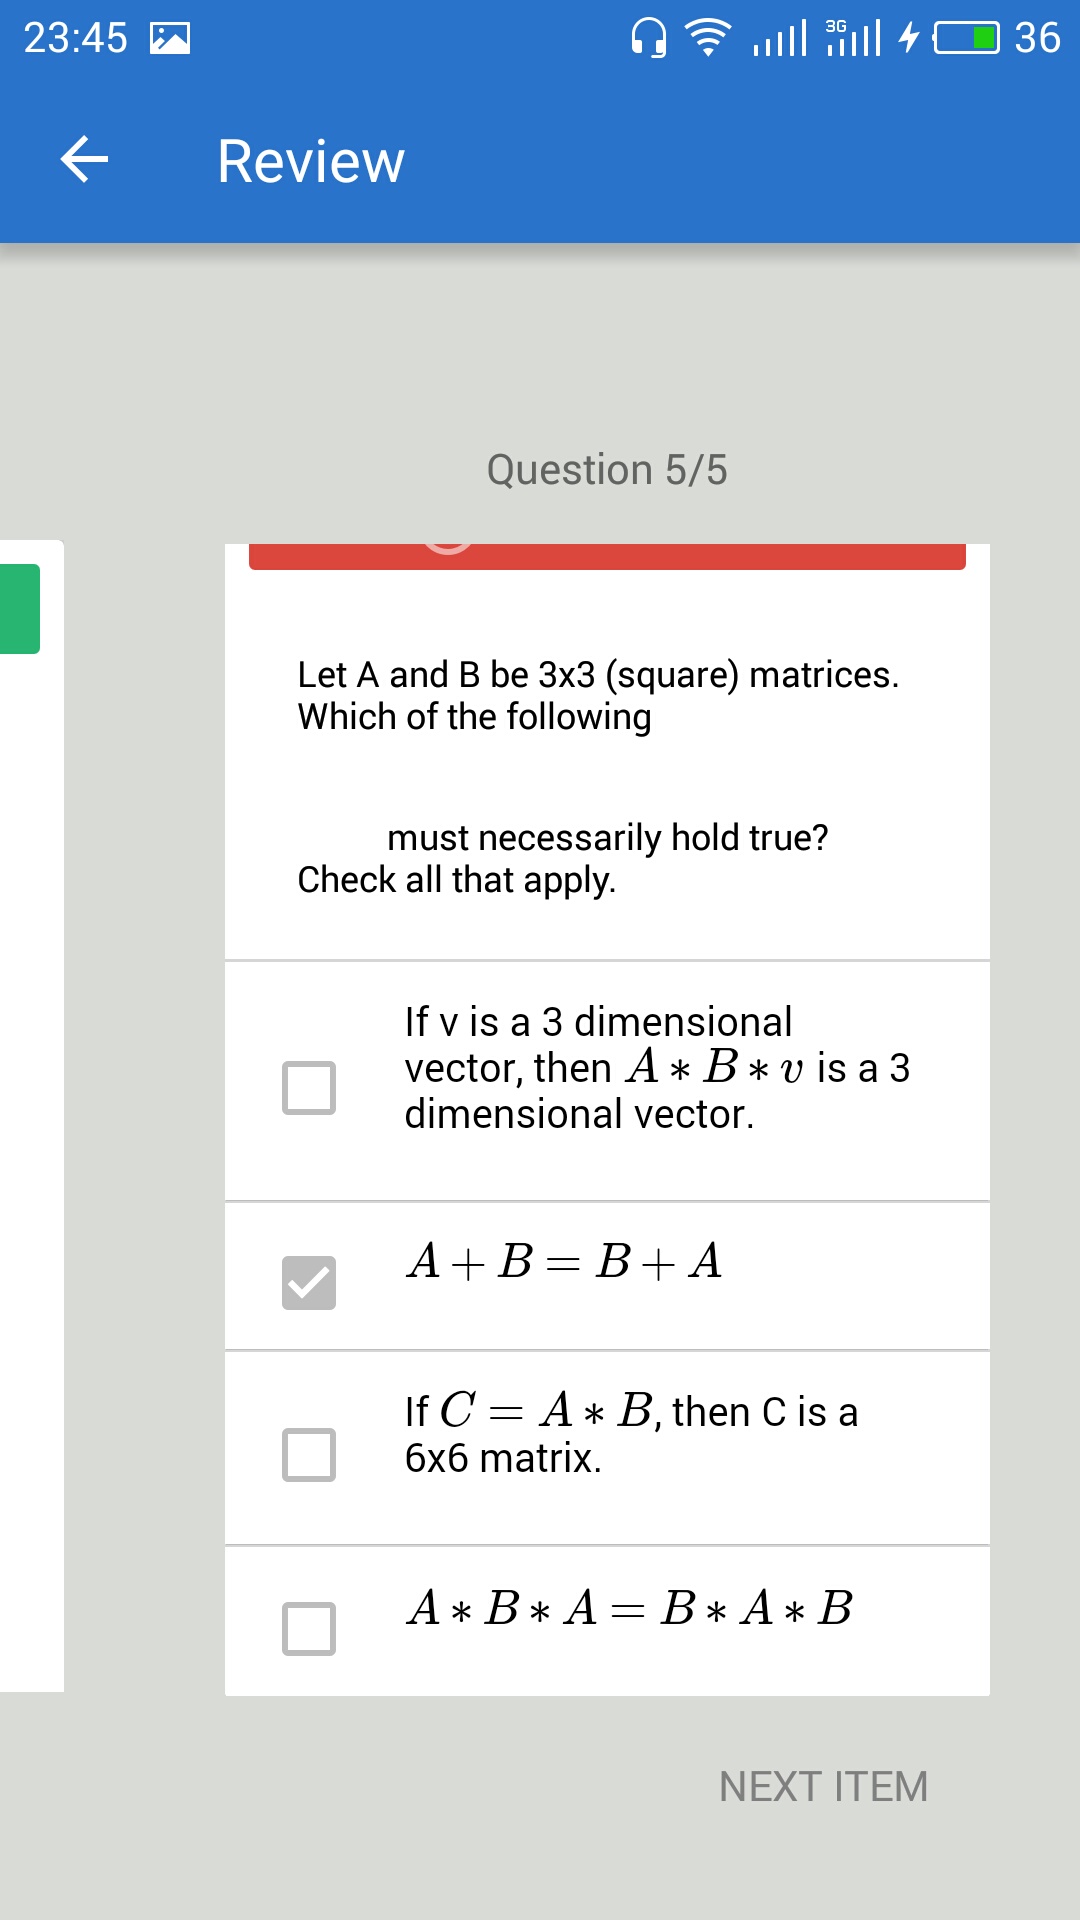 23:45 3G 36
Review
Question 5/5
Let A and B be 3x3 (square) matrices.
Which of the following
must necessarily hold true?
Check all that apply.
If v is a 3 dimensional
vector, then A ∗ B ∗ v is a 3
dimensional vector.
A + B = B + A
If C = A ∗ B, then C is a
6x6 matrix.
A ∗ B ∗ A = B ∗ A ∗ B
NEXT ITEM